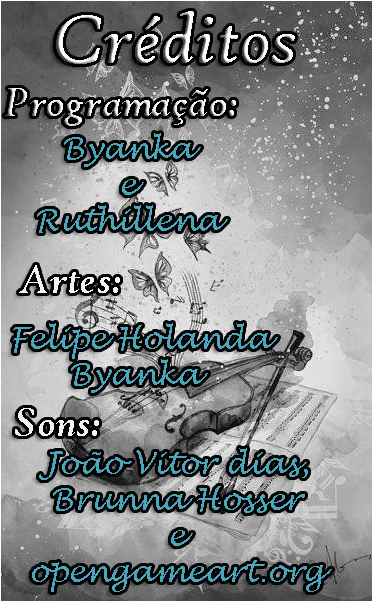 Créditos
Programação:
Byanka
e
Ruthillena
Artes:
Felipe Holanda
Byanka
Sons:
João Vitor dias,
Brunna Hosser
e
opengameart.org